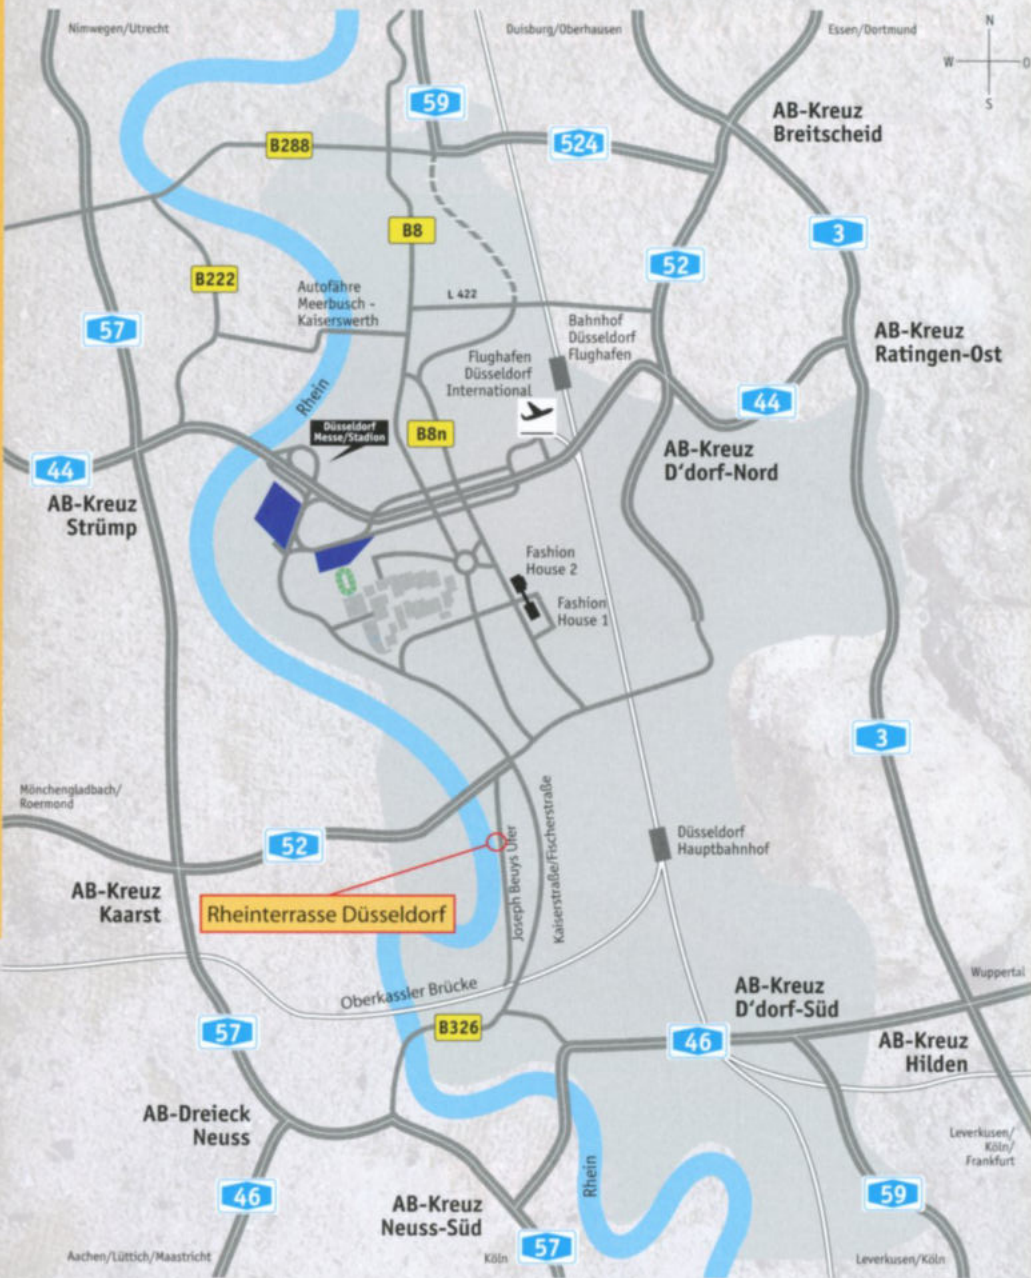 Nimwegen/Utrecht
Duisburg/Oberhausen
Essen/Dortmund
N
W
O
S
59
AB-Kreuz
Breitscheid
B288
524
B8
3
52
B222
Autofähre
Meerbusch -
Kaiserswerth
L 422
57
Bahnhof
Düsseldorf
Flughafen
AB-Kreuz
Ratingen-Ost
Flughafen
Düsseldorf
International
Rhein
44
Düsseldorf
Messe/Stadion
B8n
AB-Kreuz
D'dorf-Nord
44
AB-Kreuz
Strümp
Fashion
House 2
Fashion
House 1
3
Mönchengladbach/
Roermond
52
Joseph Beuys Ufer
Kaiserstraße/Fischerstraße
Düsseldorf
Hauptbahnhof
AB-Kreuz
Kaarst
Rheinterrasse Düsseldorf
Oberkassler Brücke
Wuppertal
AB-Kreuz
D'dorf-Süd
57
B326
46
AB-Kreuz
Hilden
AB-Dreieck
Neuss
Leverkusen/
Köln/
Frankfurt
46
Rhein
59
AB-Kreuz
Neuss-Süd
57
Aachen/Lüttich/Maastricht
Köln
Leverkusen/Köln